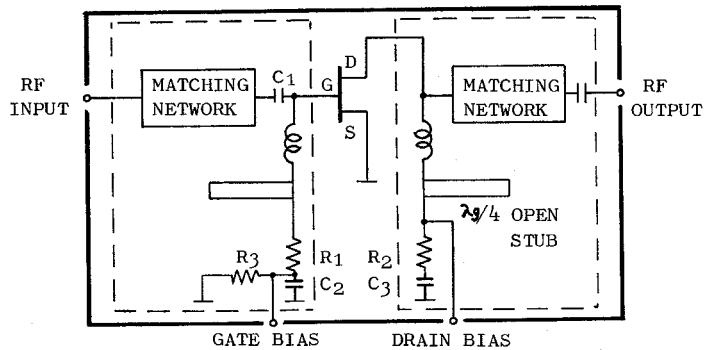 RF
INPUT
MATCHING
NETWORK
C1
G
D
S
MATCHING
NETWORK
RF
OUTPUT
λg/4 OPEN
STUB
R3
R1
C2
R2
C3
GATE BIAS
DRAIN BIAS